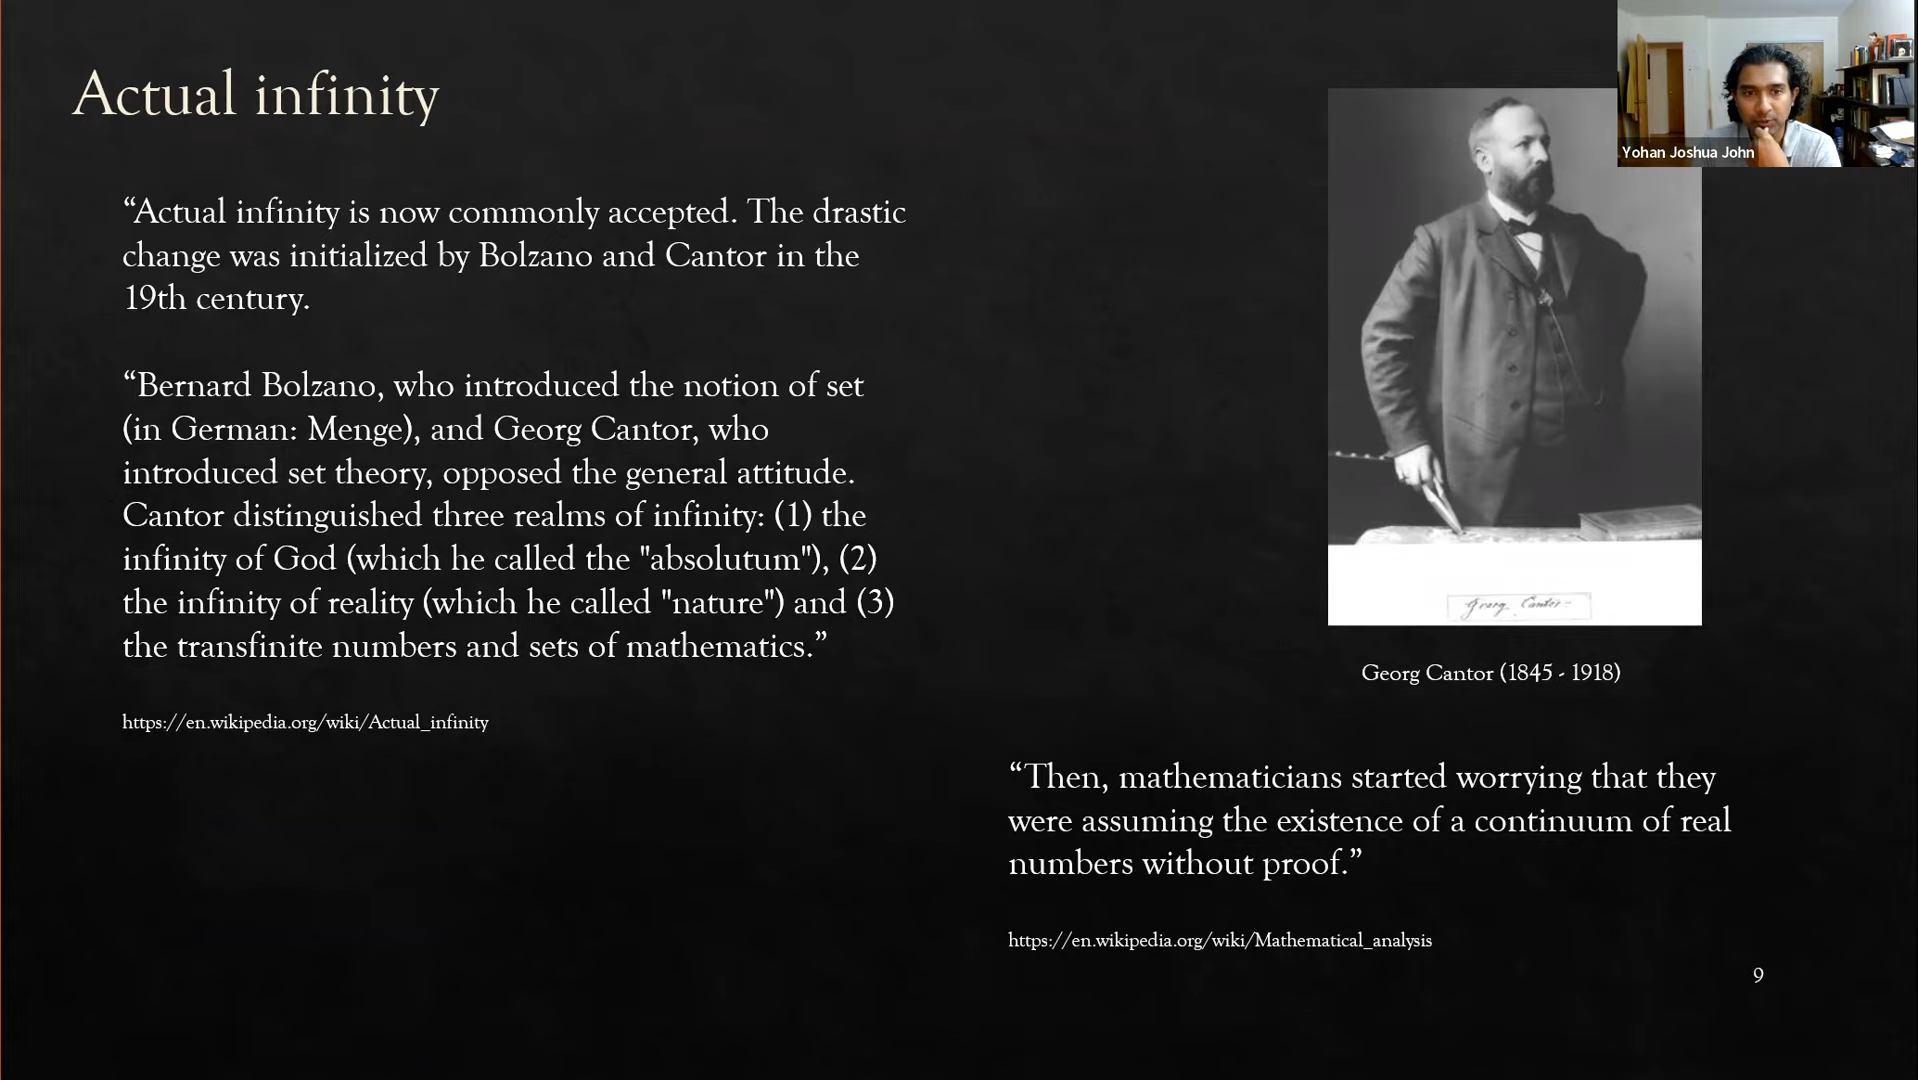 Actual infinity
“Actual infinity is now commonly accepted. The drastic
change was initialized by Bolzano and Cantor in the
19th century.
“Bernard Bolzano, who introduced the notion of set
(in German: Menge), and Georg Cantor, who
introduced set theory, opposed the general attitude.
Cantor distinguished three realms of infinity: (1) the
infinity of God (which he called the "absolutum"), (2)
the infinity of reality (which he called "nature") and (3)
the transfinite numbers and sets of mathematics.”
https://en.wikipedia.org/wiki/Actual_infinity
Yohan Joshua John
Georg Cantor
Georg Cantor (1845 - 1918)
“Then, mathematicians started worrying that they
were assuming the existence of a continuum of real
numbers without proof.”
https://en.wikipedia.org/wiki/Mathematical_analysis
9